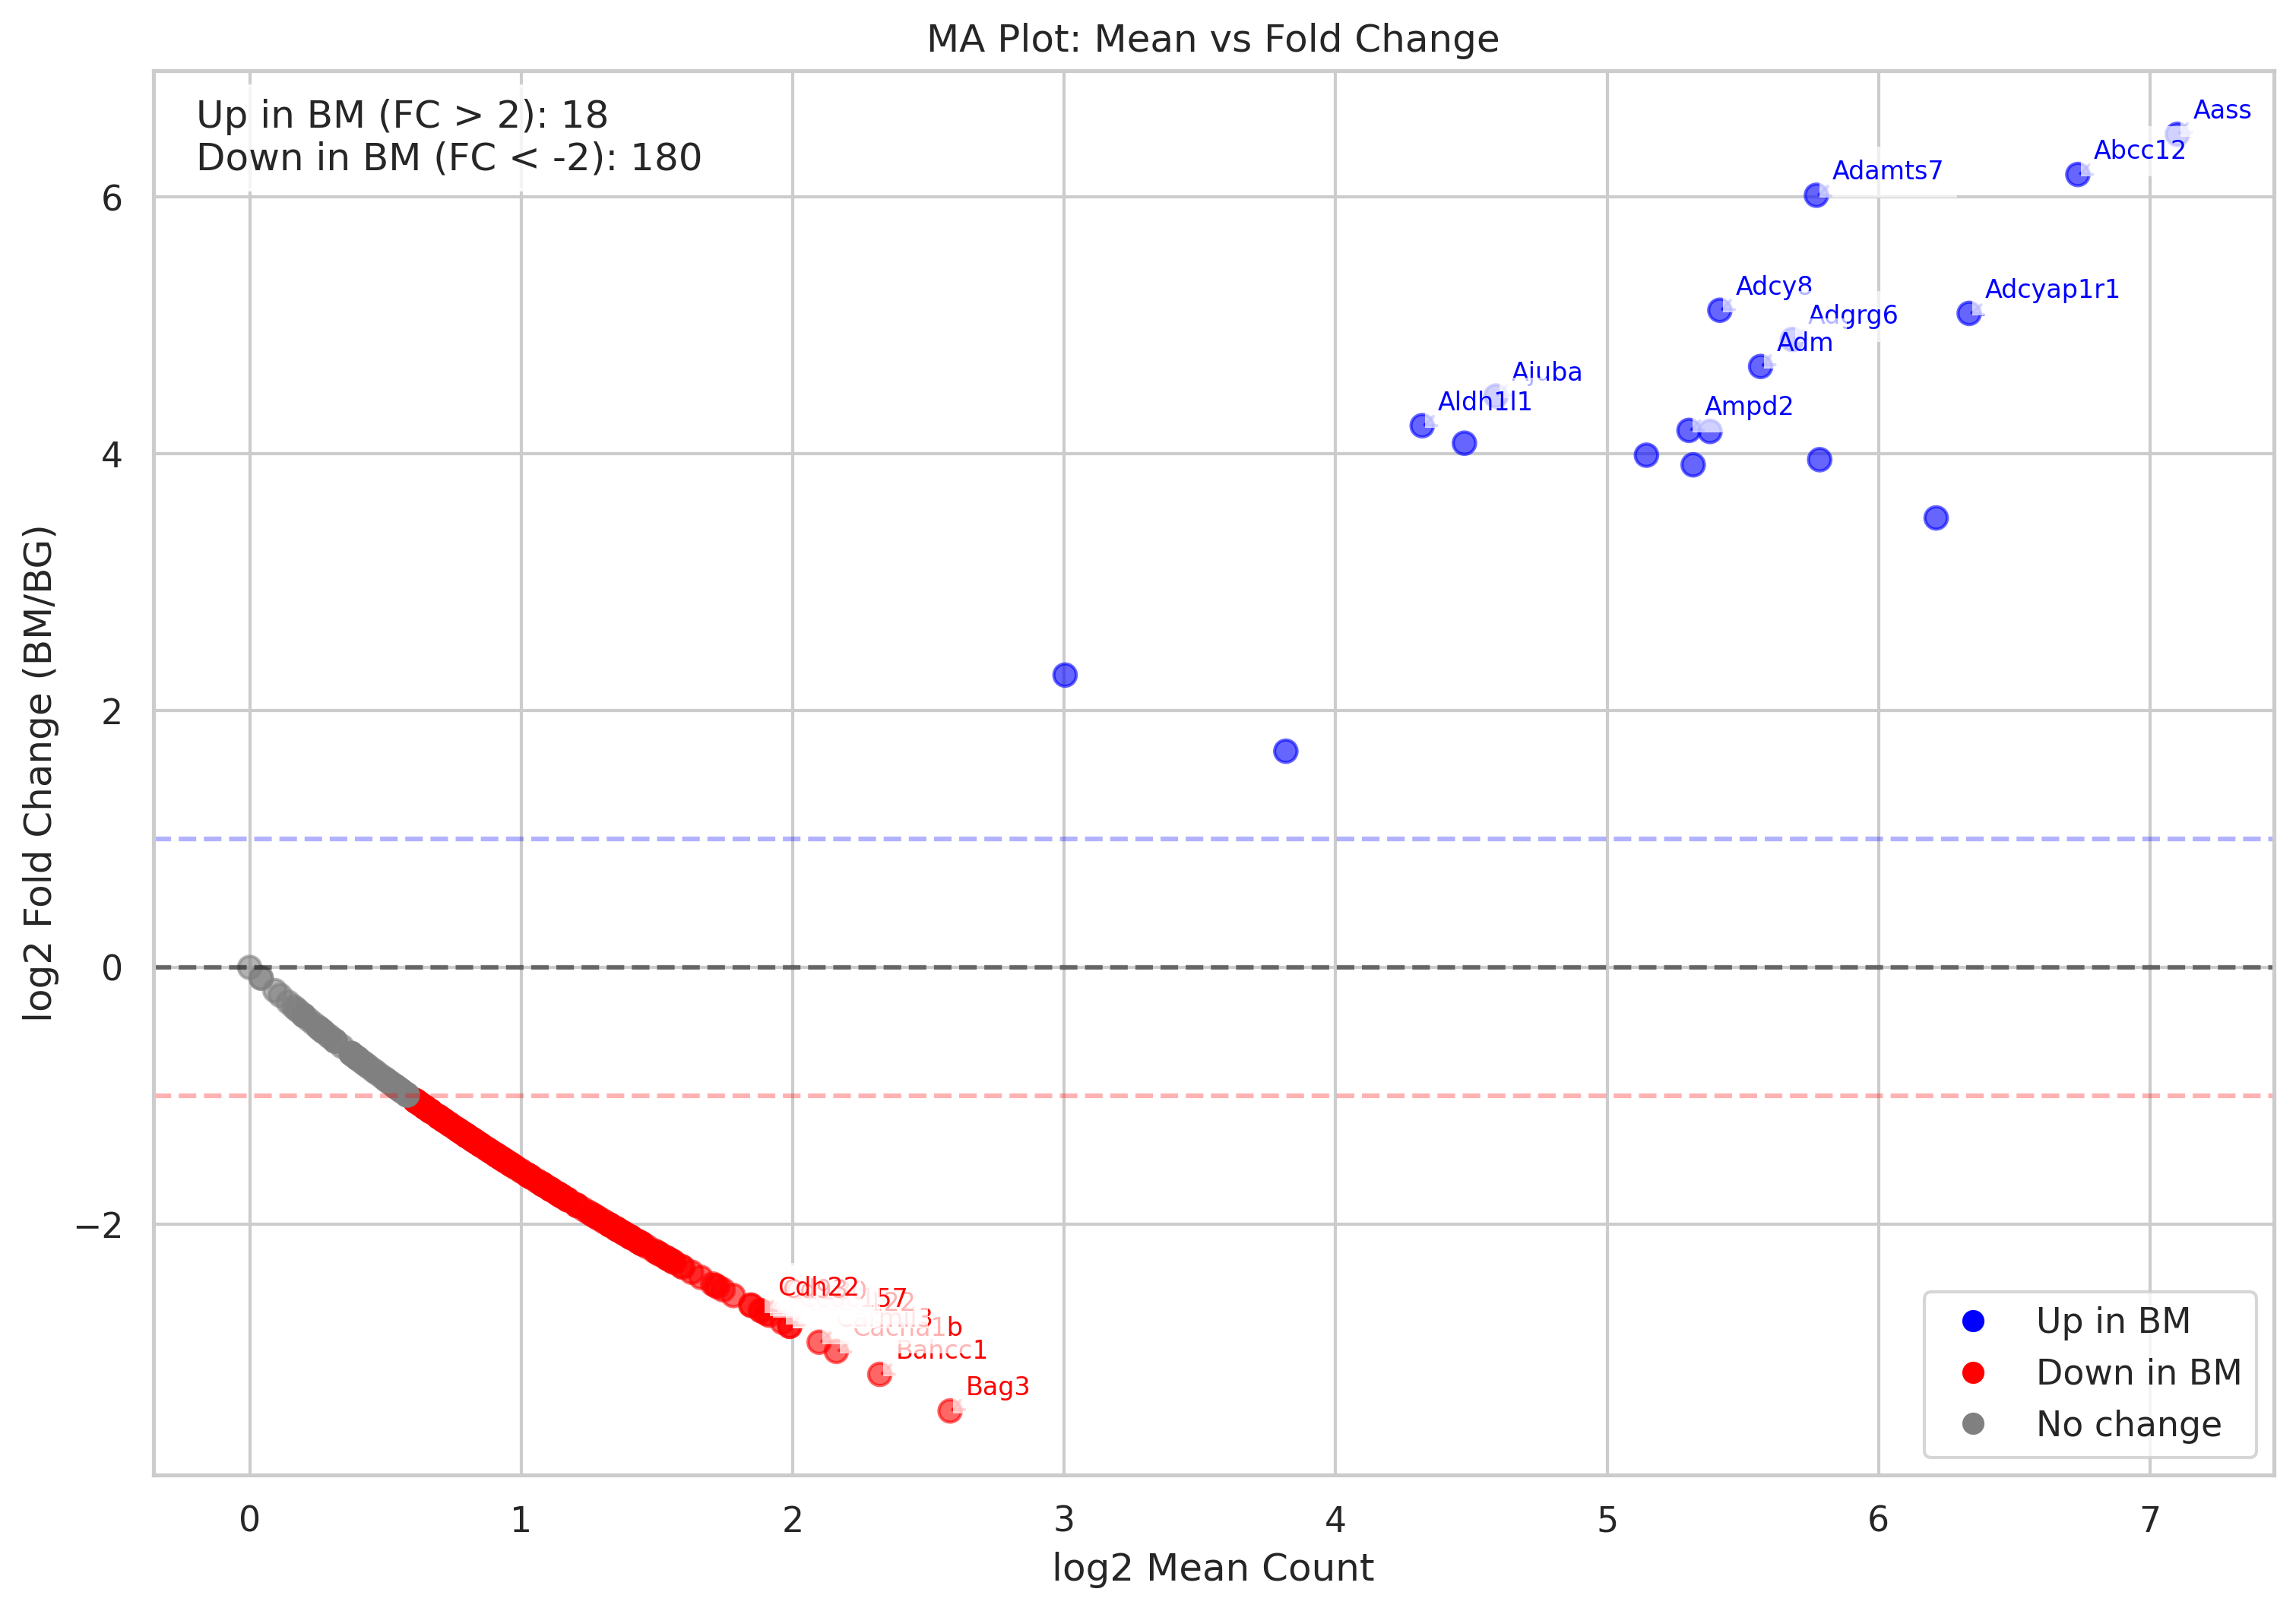 MA Plot: Mean vs Fold Change
Up in BM (FC > 2): 18
Down in BM (FC < -2): 180
Aass
Abcc12
Adamts7
Adcy8
Adcyap1r1
Adgrg6
Adm
Ajuba
Aldh1l1
Ampd2
Cdh22
57
Cacna1b
Bahcc1
Bag3
6
4
2
0
−2
log2 Fold Change (BM/BG)
0 1 2 3 4 5 6 7
log2 Mean Count
Up in BM
Down in BM
No change